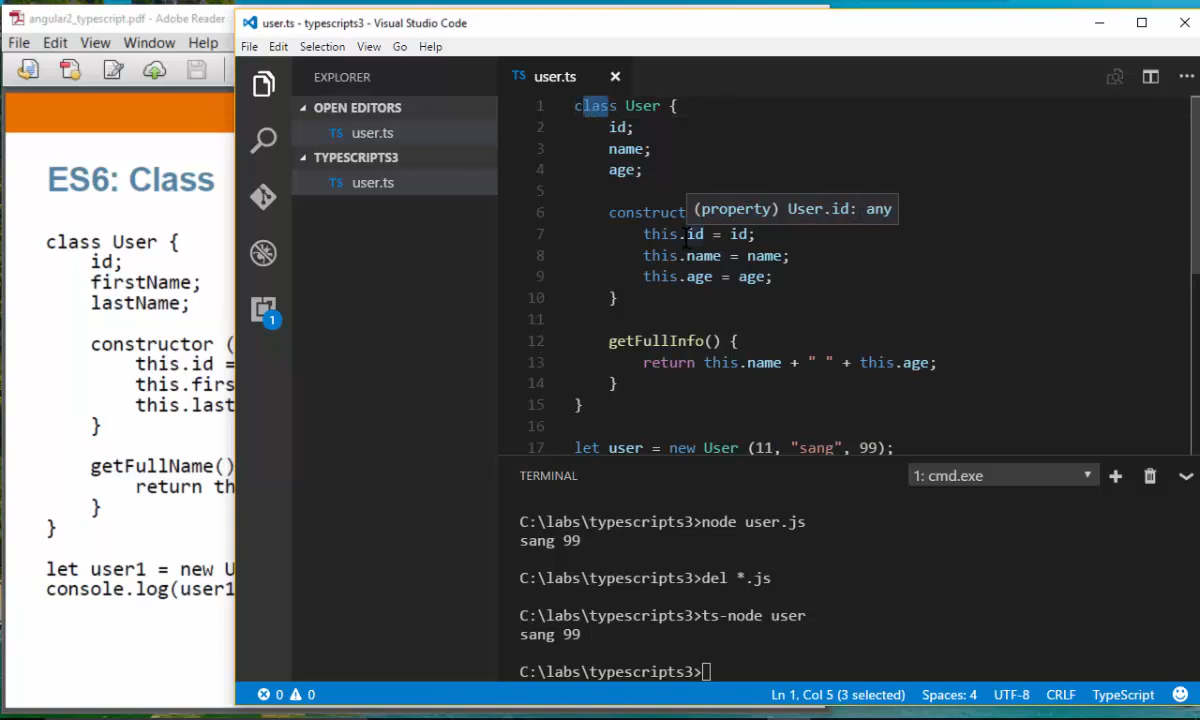 angular2_typescript.pdf - Adobe Reader
File Edit View Window Help
ES6: Class
class User {
id;
firstName;
lastName;
constructor (
this.id =
this.firs
this.last
}
getFullName()
return th
}
}
let user1 = new U
console.log(user1
user.ts - typescripts3 - Visual Studio Code
File Edit Selection View Go Help
EXPLORER
OPEN EDITORS
TS user.ts
TYPESCRIPTS3
TS user.ts
1
TS user.ts
1 class User {
2 id;
3 name;
4 age;
5
(property) User.id: any
6 construct
7 this.id = id;
8 this.name = name;
9 this.age = age;
10 }
11
12 getFullInfo() {
13 return this.name + " " + this.age;
14 }
15 }
16
17 let user = new User (11, "sang", 99);
TERMINAL
1: cmd.exe
C:\labs\typescripts3>node user.js
sang 99
C:\labs\typescripts3>del *.js
C:\labs\typescripts3>ts-node user
sang 99
C:\labs\typescripts3>
0 0 Ln 1, Col 5 (3 selected) Spaces: 4 UTF-8 CRLF TypeScript